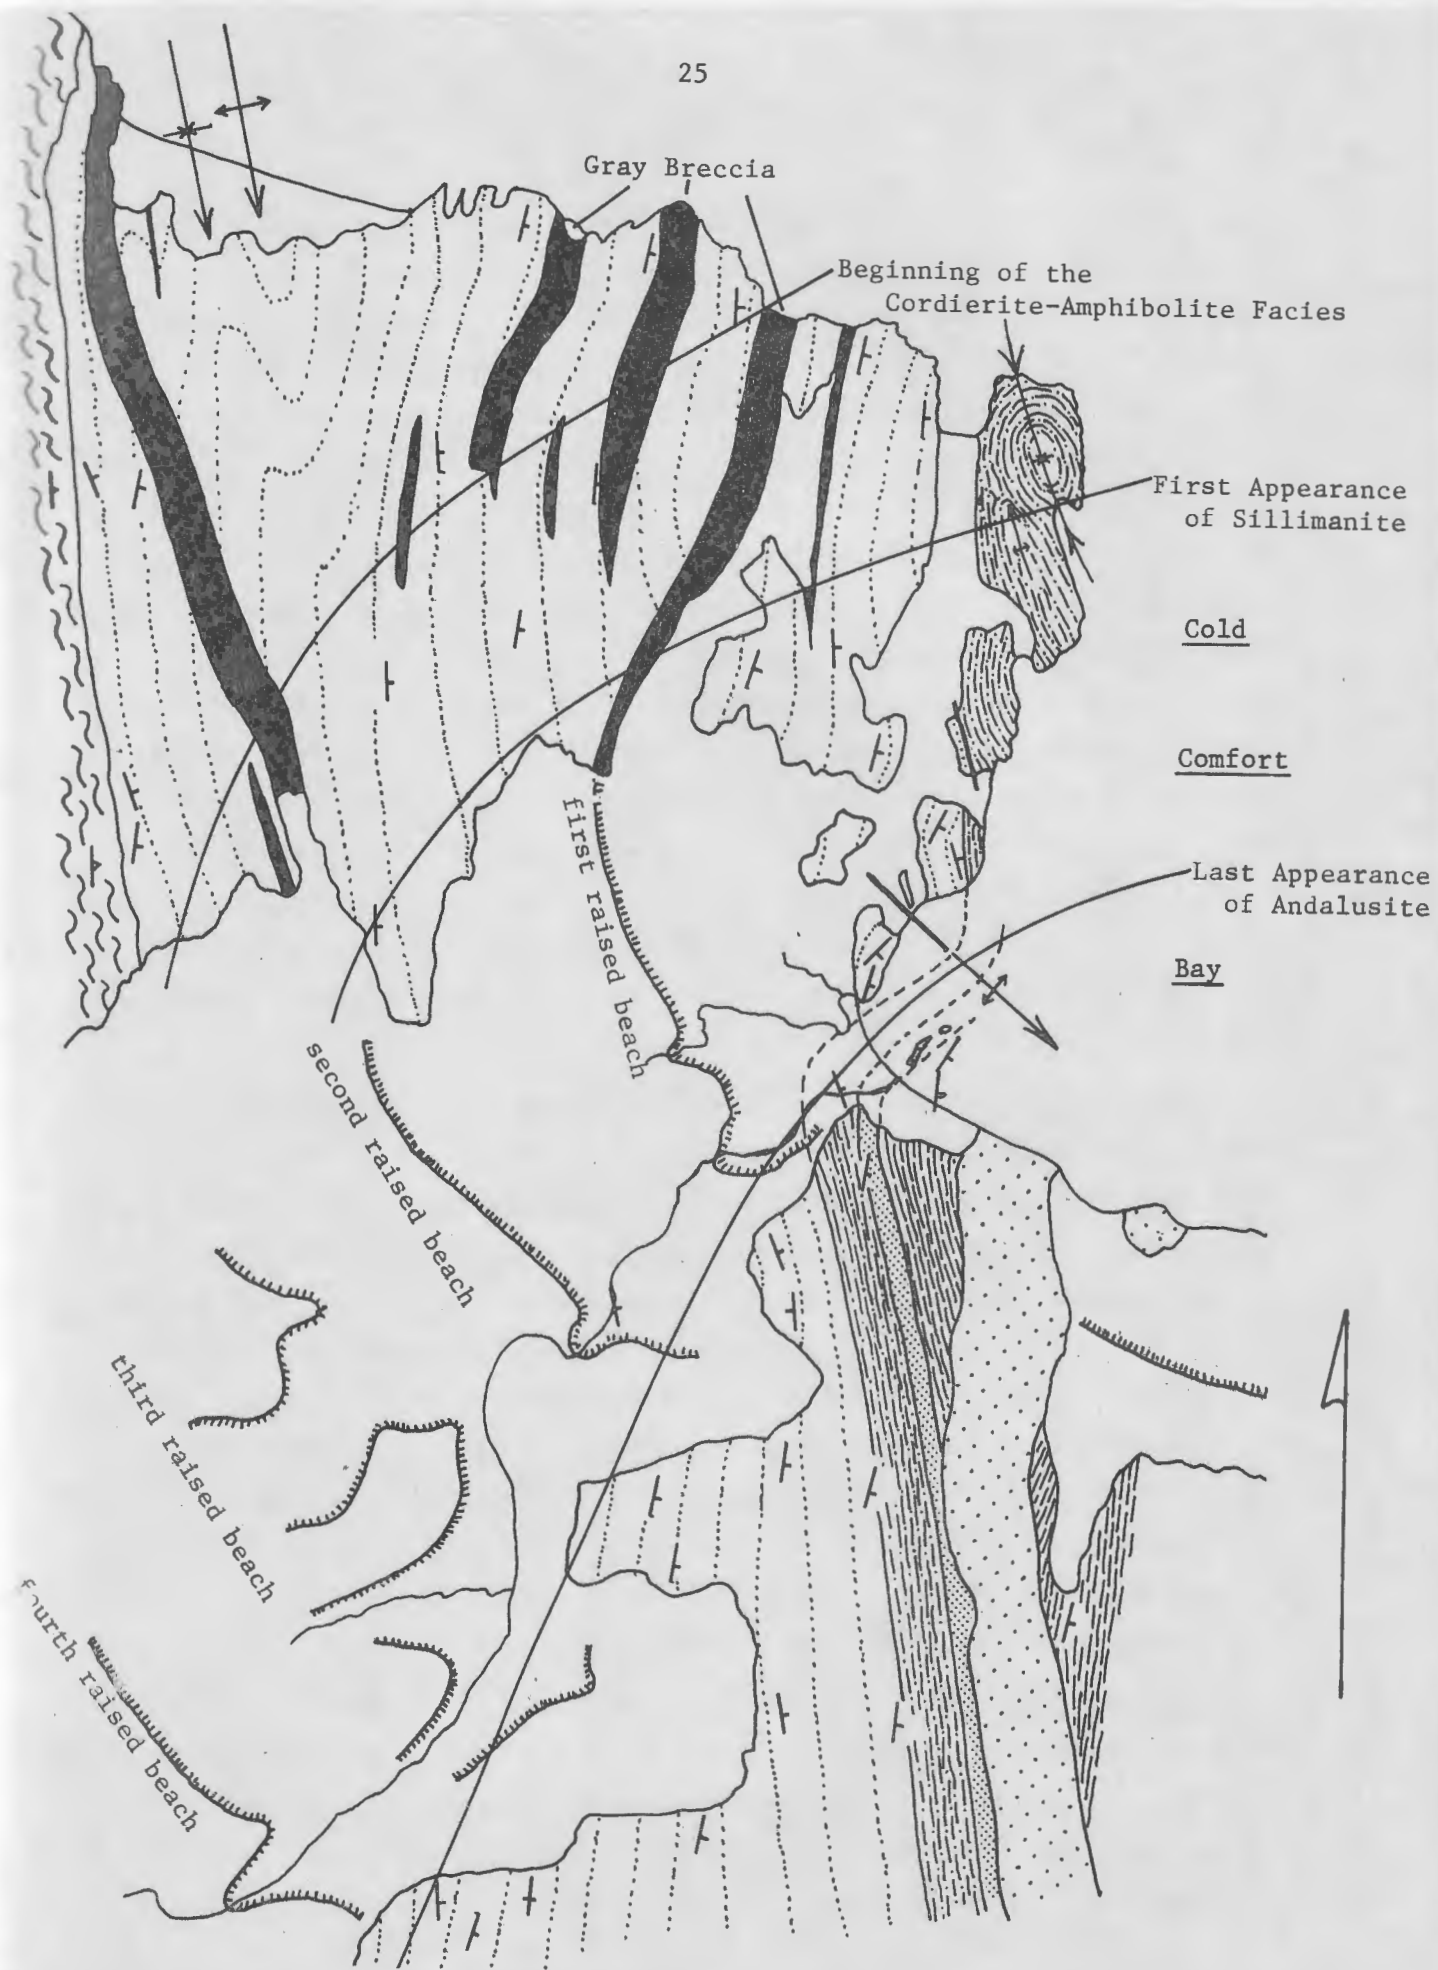 25
Gray Breccia
Beginning of the
Cordierite-Amphibolite Facies
First Appearance
of Sillimanite
Cold
Comfort
first raised beach
Last Appearance
of Andalusite
Bay
second raised beach
third raised beach
fourth raised beach